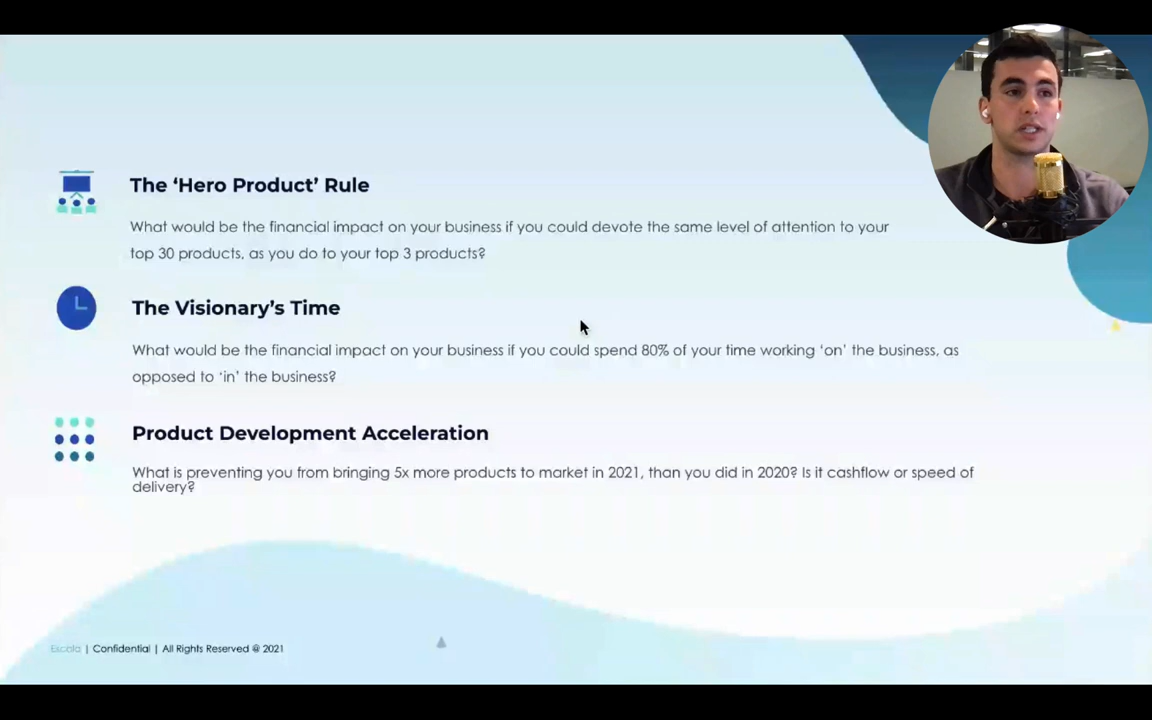 The ‘Hero Product’ Rule
What would be the financial impact on your business if you could devote the same level of attention to your
top 30 products, as you do to your top 3 products?
The Visionary’s Time
What would be the financial impact on your business if you could spend 80% of your time working ‘on’ the business, as
opposed to ‘in’ the business?
Product Development Acceleration
What is preventing you from bringing 5x more products to market in 2021, than you did in 2020? Is it cashflow or speed of
delivery?
Escala | Confidential | All Rights Reserved @ 2021